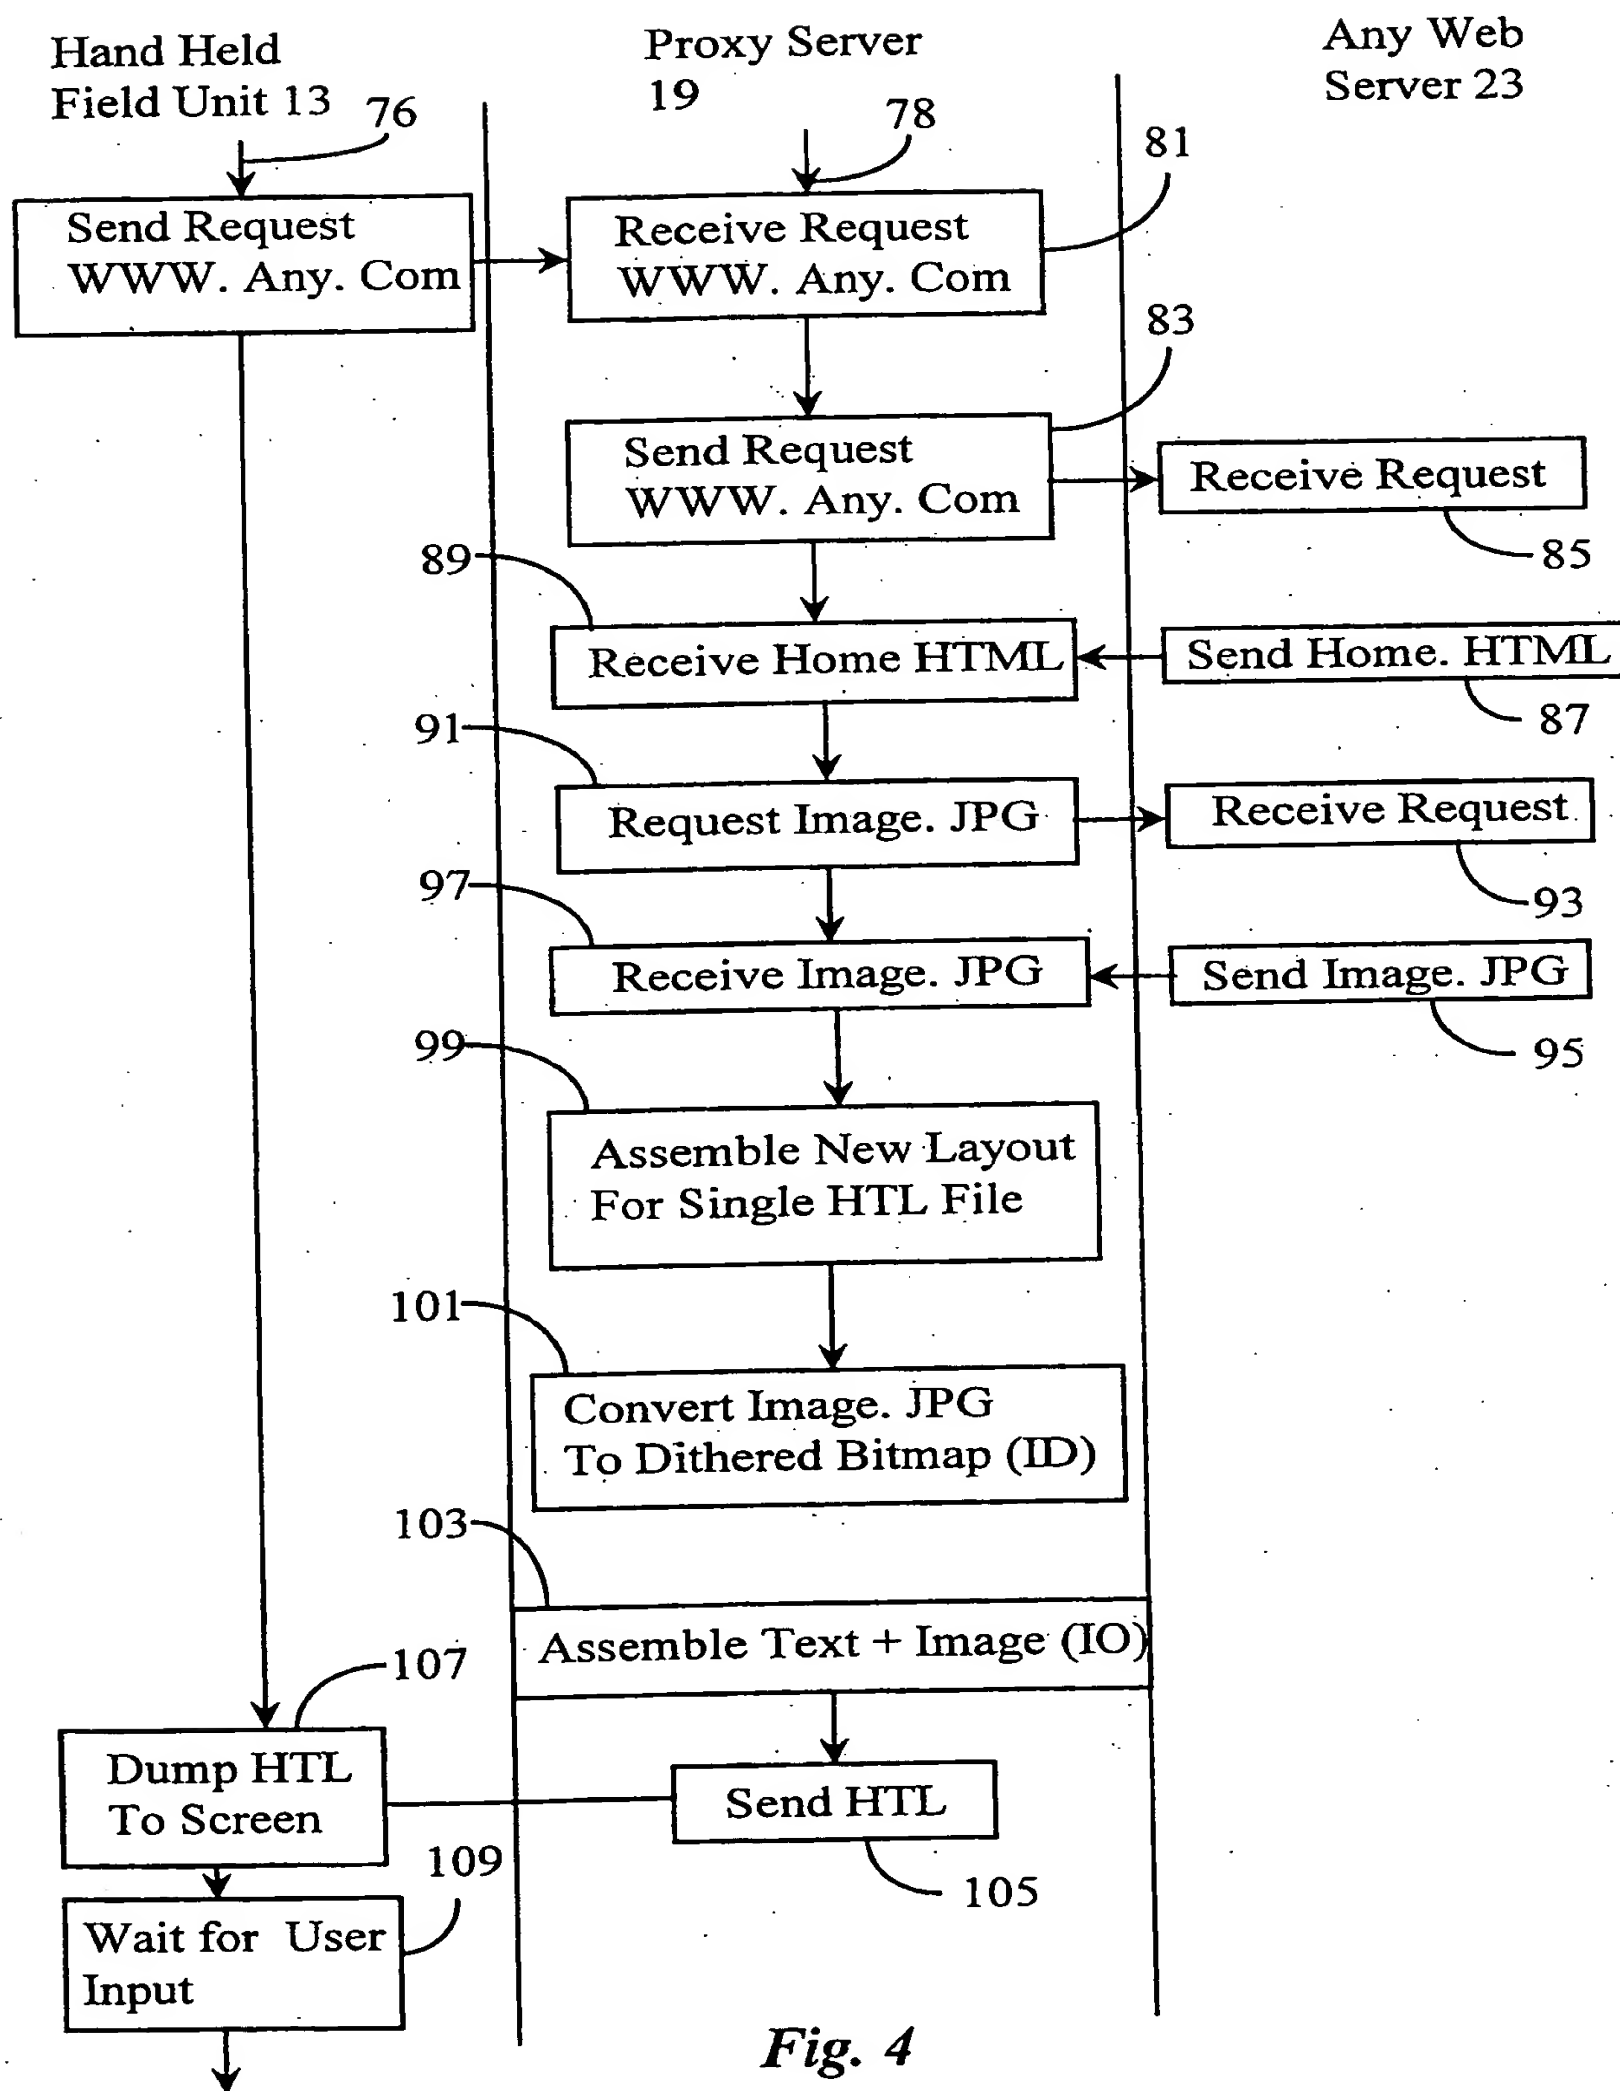 Hand Held
Field Unit 13
76
Proxy Server
19
78
Any Web
Server 23
81
Send Request
WWW. Any. Com
Receive Request
WWW. Any. Com
83
Send Request
WWW. Any. Com
Receive Request
85
89
Receive Home HTML
Send Home. HTML
87
91
Request Image. JPG
Receive Request
93
97
Receive Image. JPG
Send Image. JPG
95
99
Assemble New Layout
For Single HTL File
101
Convert Image. JPG
To Dithered Bitmap (ID)
103
Assemble Text + Image (IO)
107
Dump HTL
To Screen
Send HTL
105
109
Wait for User
Input
Fig. 4